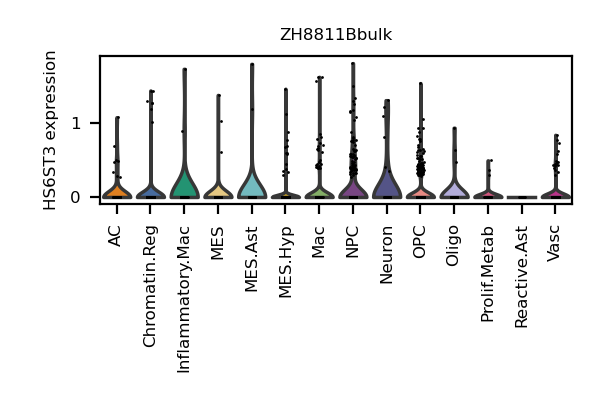 ZH8811Bbulk
HS6ST3 expression
1
0
AC
Chromatin.Reg
Inflammatory.Mac
MES
MES.Ast
MES.Hyp
Mac
NPC
Neuron
OPC
Oligo
Prolif.Metab
Reactive.Ast
Vasc